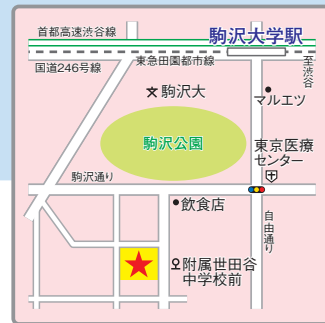 首都高速渋谷線
駒沢大学駅
東急田園都市線
国道246号線
至渋谷
駒沢大
マルエツ
駒沢公園
東京医療
センター
駒沢通り
飲食店
自由通り
附属世田谷
中学校前